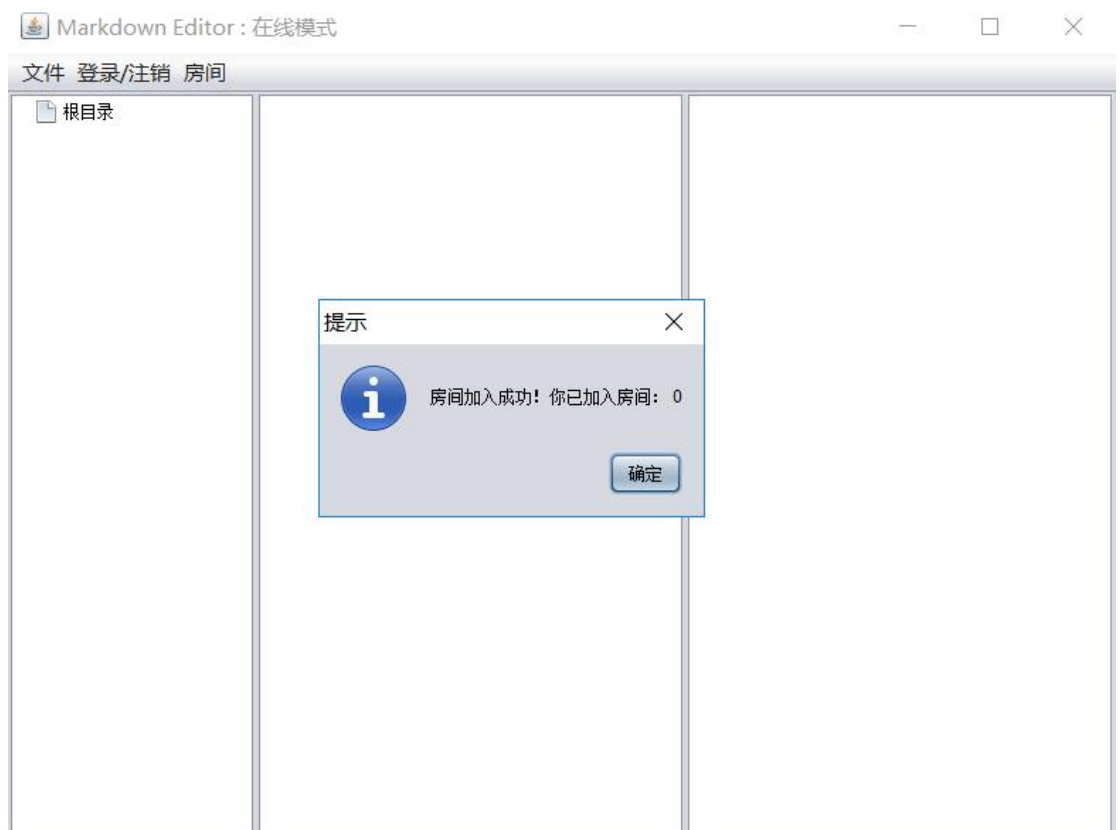 Markdown Editor : 在线模式
文件 登录/注销 房间
根目录
提示
房间加入成功! 你已加入房间: 0
确定